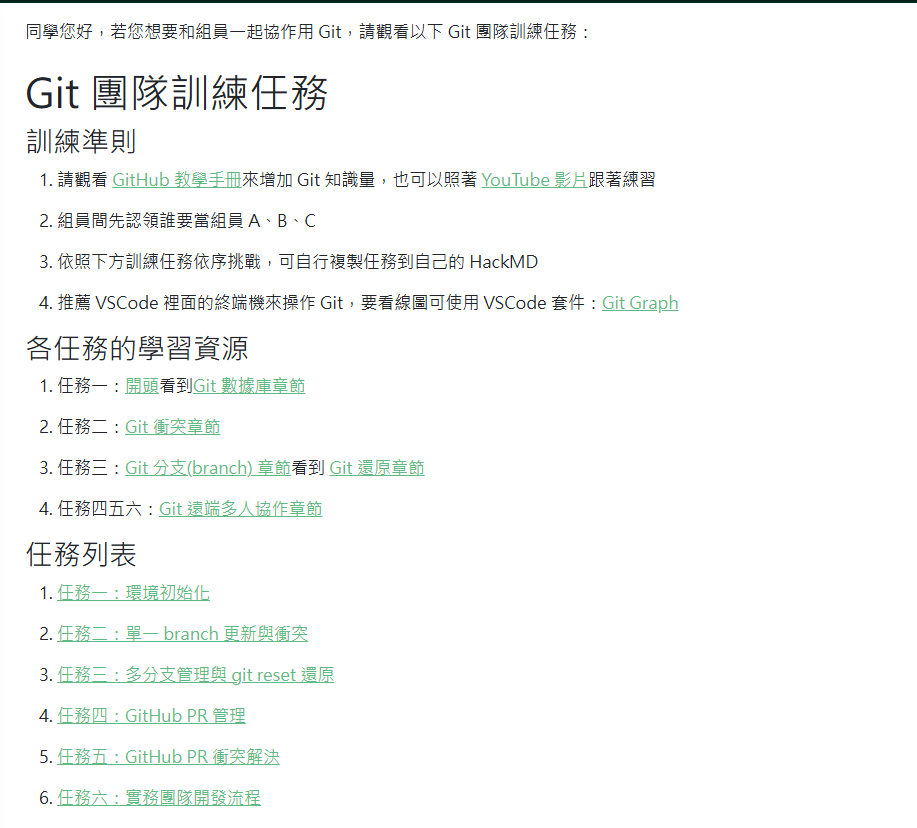 同學您好，若您想要和組員一起協作用 Git，請觀看以下 Git 團隊訓練任務：
Git 團隊訓練任務
訓練準則
1. 請觀看 GitHub 教學手冊來增加 Git 知識量，也可以照著 YouTube 影片跟著練習
2. 組員間先認領誰要當組員 A、B、C
3. 依照下方訓練任務依序挑戰，可自行複製任務到自己的 HackMD
4. 推薦 VSCode 裡面的終端機來操作 Git，要看線圖可使用 VSCode 套件：Git Graph
各任務的學習資源
1. 任務一：開頭看到Git 數據庫章節
2. 任務二：Git 衝突章節
3. 任務三：Git 分支(branch) 章節看到 Git 還原章節
4. 任務四五六：Git 遠端多人協作章節
任務列表
1. 任務一：環境初始化
2. 任務二：單一 branch 更新與衝突
3. 任務三：多分支管理與 git reset 還原
4. 任務四：GitHub PR 管理
5. 任務五：GitHub PR 衝突解決
6. 任務六：實務團隊開發流程